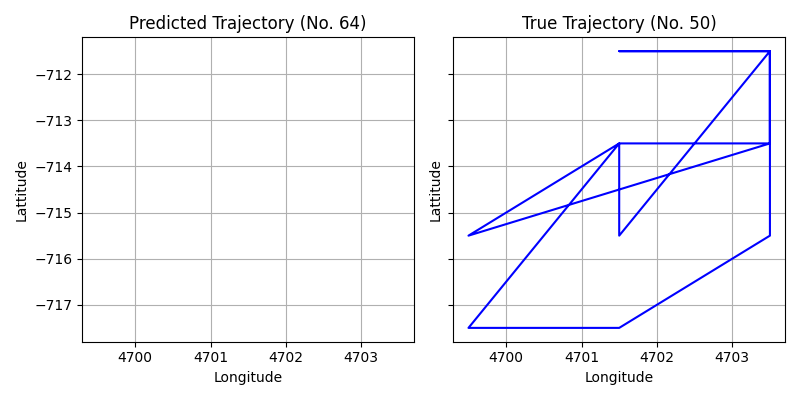 Predicted Trajectory (No. 64)
−712
−713
−714
−715
−716
−717
Lattitude
4700 4701 4702 4703
Longitude
True Trajectory (No. 50)
Lattitude
4700 4701 4702 4703
Longitude